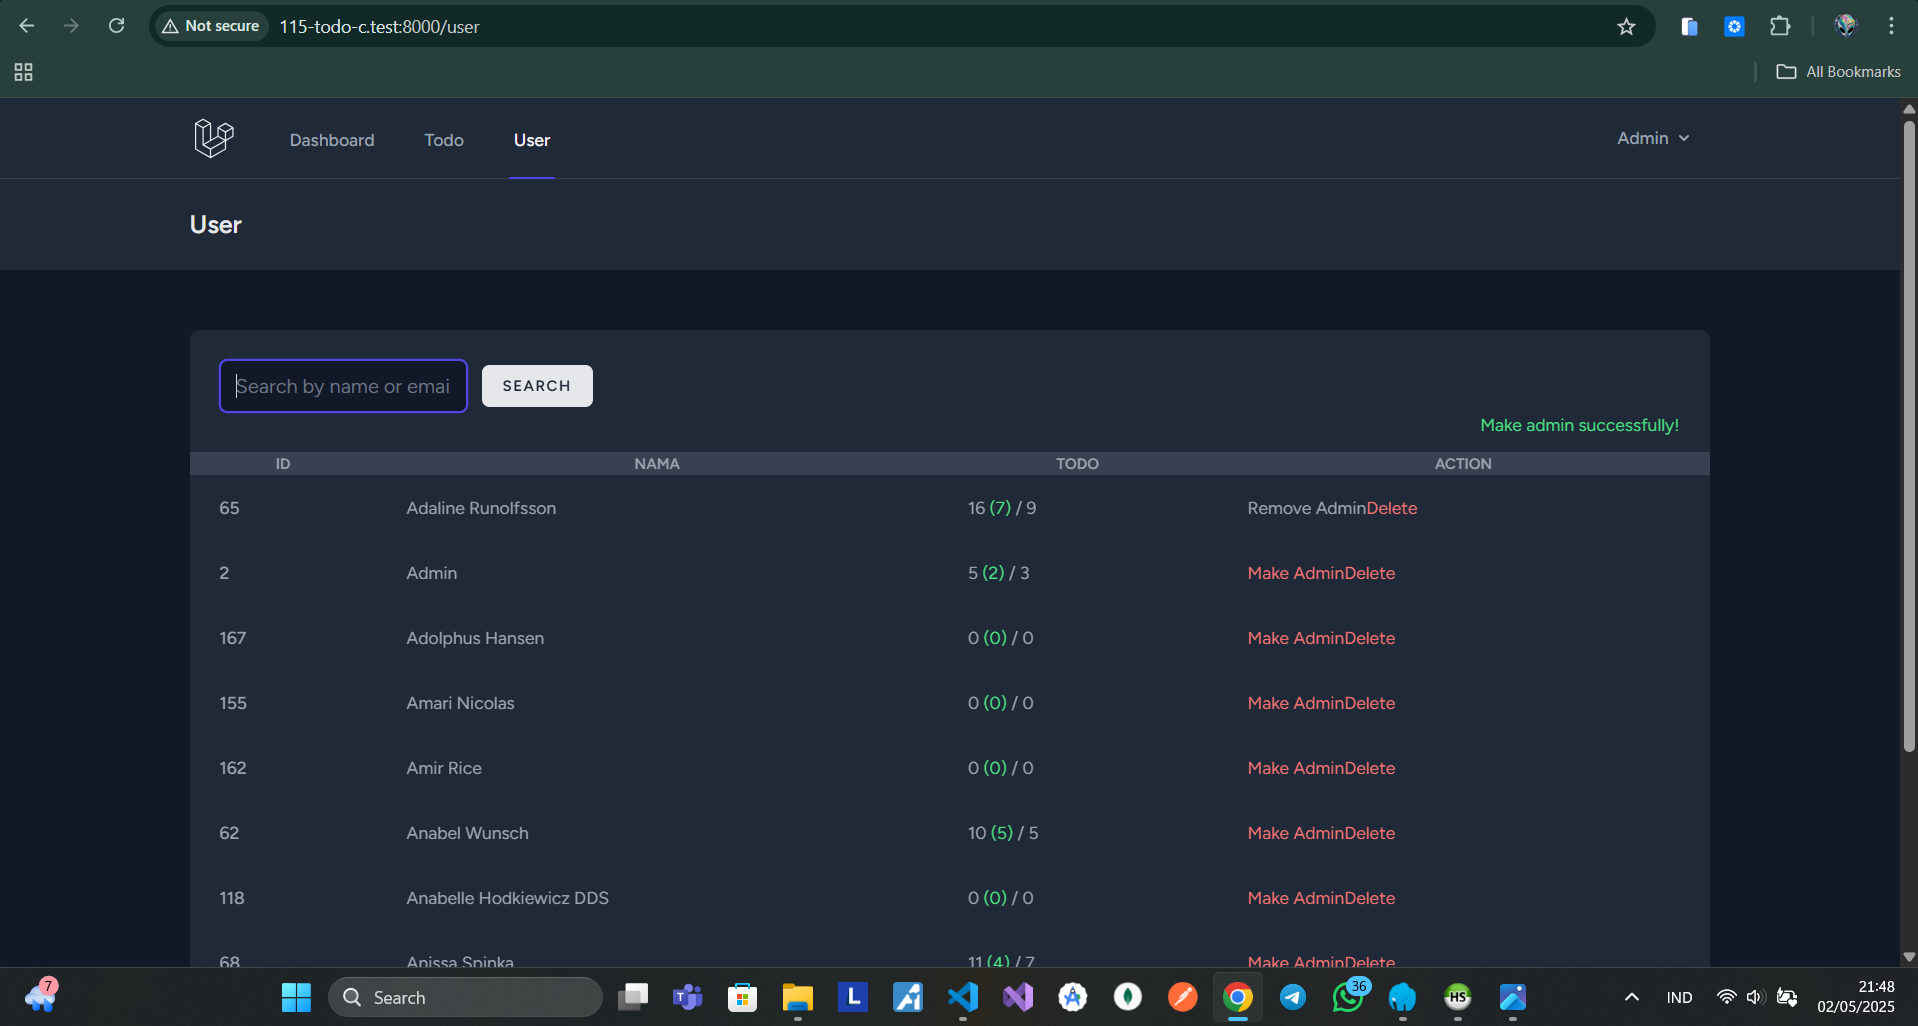 Not secure 115-todo-c.test:8000/user
All Bookmarks
Dashboard Todo User Admin
User
Search by name or emai SEARCH
Make admin successfully!
ID NAMA TODO ACTION
65 Adaline Runolfsson 16 (7) / 9 Remove AdminDelete
2 Admin 5 (2) / 3 Make AdminDelete
167 Adolphus Hansen 0 (0) / 0 Make AdminDelete
155 Amari Nicolas 0 (0) / 0 Make AdminDelete
162 Amir Rice 0 (0) / 0 Make AdminDelete
62 Anabel Wunsch 10 (5) / 5 Make AdminDelete
118 Anabelle Hodkiewicz DDS 0 (0) / 0 Make AdminDelete
68 Anissa Spinka 11 (4) / 7 Make AdminDelete
7 Search T L A 36 HS IND 21:48
02/05/2025